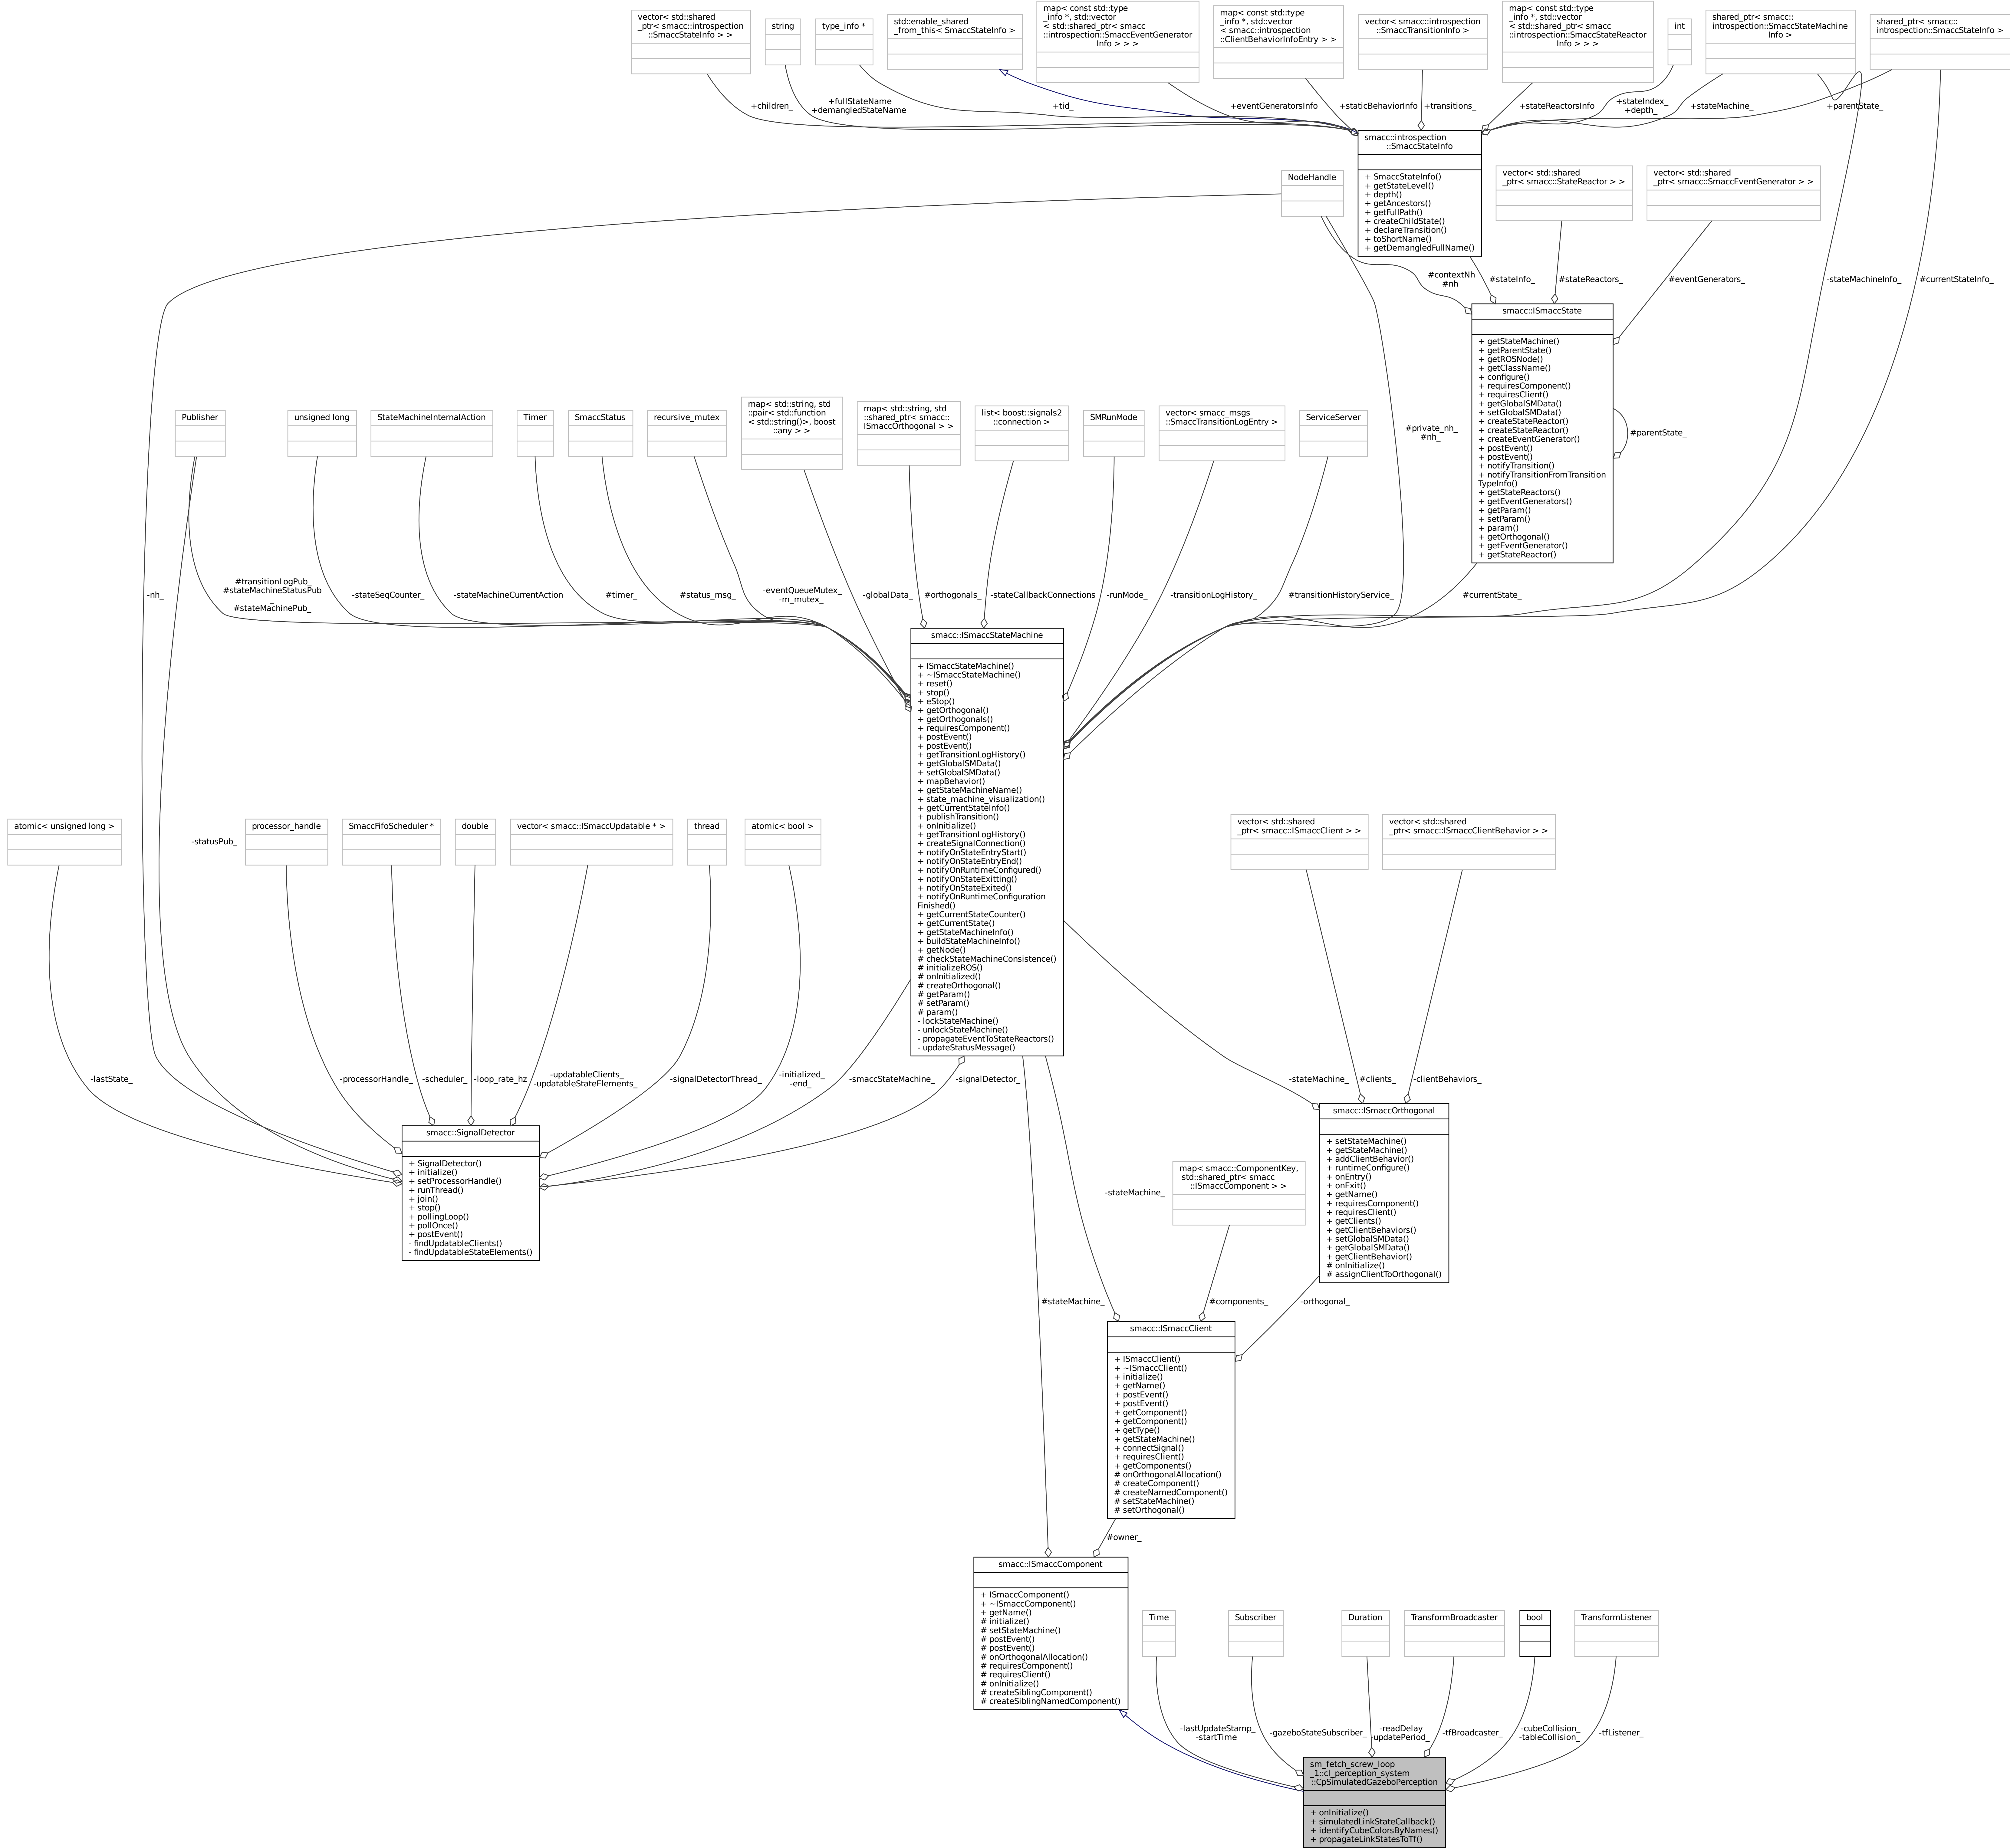 vector< std::shared
_ptr< smacc::introspection
::SmaccStateInfo > >
string
type_info *
std::enable_shared
_from_this< SmaccStateInfo >
map< const std::type
_info *, std::vector
< std::shared_ptr< smacc
::introspection::SmaccEventGenerator
Info > > >
map< const std::type
_info *, std::vector
< smacc::introspection
::ClientBehaviorInfoEntry > >
vector< smacc::introspection
::SmaccTransitionInfo >
map< const std::type
_info *, std::vector
< std::shared_ptr< smacc
::introspection::SmaccStateReactor
Info > > >
int
shared_ptr< smacc::
introspection::SmaccStateMachine
Info >
shared_ptr< smacc::
introspection::SmaccStateInfo >
+children_
+fullStateName
+demangledStateName
+tid_
+eventGeneratorsInfo
+staticBehaviorInfo
+transitions_
+stateReactorsInfo
+stateIndex_
+depth_
+stateMachine_
+parentState_
smacc::introspection
::SmaccStateInfo
+ SmaccStateInfo()
+ getStateLevel()
+ depth()
+ getAncestors()
+ getFullPath()
+ createChildState()
+ declareTransition()
+ toShortName()
+ getDemangledFullName()
NodeHandle
vector< std::shared
_ptr< smacc::StateReactor > >
vector< std::shared
_ptr< smacc::SmaccEventGenerator > >
#contextNh
#nh
#stateInfo_
#stateReactors_
#eventGenerators_
-stateMachineInfo_
#currentStateInfo_
smacc::ISmaccState
+ getStateMachine()
+ getParentState()
+ getROSNode()
+ getClassName()
+ configure()
+ requiresComponent()
+ requiresClient()
+ getGlobalSMData()
+ setGlobalSMData()
+ createStateReactor()
+ createStateReactor()
+ createEventGenerator()
+ postEvent()
+ postEvent()
+ notifyTransition()
+ notifyTransitionFromTransition
TypeInfo()
+ getStateReactors()
+ getEventGenerators()
+ getParam()
+ setParam()
+ param()
+ getOrthogonal()
+ getEventGenerator()
+ getStateReactor()
#parentState_
Publisher
unsigned long
StateMachineInternalAction
Timer
SmaccStatus
recursive_mutex
map< std::string, std
::pair< std::function
< std::string()>, boost
::any > >
map< std::string, std
::shared_ptr< smacc::
ISmaccOrthogonal > >
list< boost::signals2
::connection >
SMRunMode
vector< smacc_msgs
::SmaccTransitionLogEntry >
ServiceServer
#private_nh_
#nh_
-nh_
#transitionLogPub_
#stateMachineStatusPub
_
#stateMachinePub_
-stateSeqCounter_
-stateMachineCurrentAction
#timer_
#status_msg_
-eventQueueMutex_
-m_mutex_
-globalData_
#orthogonals_
-stateCallbackConnections
-runMode_
-transitionLogHistory_
#transitionHistoryService_
#currentState_
smacc::ISmaccStateMachine
+ ISmaccStateMachine()
+ ~ISmaccStateMachine()
+ reset()
+ stop()
+ eStop()
+ getOrthogonal()
+ getOrthogonals()
+ requiresComponent()
+ postEvent()
+ postEvent()
+ getTransitionLogHistory()
+ getGlobalSMData()
+ setGlobalSMData()
+ mapBehavior()
+ getStateMachineName()
+ state_machine_visualization()
+ getCurrentStateInfo()
+ publishTransition()
+ onInitialize()
+ getTransitionLogHistory()
+ createSignalConnection()
+ notifyOnStateEntryStart()
+ notifyOnStateEntryEnd()
+ notifyOnRuntimeConfigured()
+ notifyOnStateExitting()
+ notifyOnStateExited()
+ notifyOnRuntimeConfiguration
Finished()
+ getCurrentStateCounter()
+ getCurrentState()
+ getStateMachineInfo()
+ buildStateMachineInfo()
+ getNode()
# checkStateMachineConsistence()
# initializeROS()
# onInitialized()
# createOrthogonal()
# getParam()
# setParam()
# param()
- lockStateMachine()
- unlockStateMachine()
- propagateEventToStateReactors()
- updateStatusMessage()
atomic< unsigned long >
-statusPub_
processor_handle
SmaccFifoScheduler *
double
vector< smacc::ISmaccUpdatable * >
thread
atomic< bool >
vector< std::shared
_ptr< smacc::ISmaccClient > >
vector< std::shared
_ptr< smacc::ISmaccClientBehavior > >
-lastState_
-processorHandle_
-scheduler_
-loop_rate_hz
-updatableClients_
-updatableStateElements_
-signalDetectorThread_
-initialized_
-end_
-smaccStateMachine_
-signalDetector_
-stateMachine_
#clients_
-clientBehaviors_
smacc::SignalDetector
+ SignalDetector()
+ initialize()
+ setProcessorHandle()
+ runThread()
+ join()
+ stop()
+ pollingLoop()
+ pollOnce()
+ postEvent()
- findUpdatableClients()
- findUpdatableStateElements()
smacc::ISmaccOrthogonal
+ setStateMachine()
+ getStateMachine()
+ addClientBehavior()
+ runtimeConfigure()
+ onEntry()
+ onExit()
+ getName()
+ requiresComponent()
+ requiresClient()
+ getClients()
+ getClientBehaviors()
+ setGlobalSMData()
+ getGlobalSMData()
+ getClientBehavior()
# onInitialize()
# assignClientToOrthogonal()
map< smacc::ComponentKey,
std::shared_ptr< smacc
::ISmaccComponent > >
-stateMachine_
#stateMachine_
#components_
-orthogonal_
smacc::ISmaccClient
+ ISmaccClient()
+ ~ISmaccClient()
+ initialize()
+ getName()
+ postEvent()
+ postEvent()
+ getComponent()
+ getComponent()
+ getType()
+ getStateMachine()
+ connectSignal()
+ requiresClient()
+ getComponents()
# onOrthogonalAllocation()
# createComponent()
# createNamedComponent()
# setStateMachine()
# setOrthogonal()
#owner_
smacc::ISmaccComponent
+ ISmaccComponent()
+ ~ISmaccComponent()
+ getName()
# initialize()
# setStateMachine()
# postEvent()
# postEvent()
# onOrthogonalAllocation()
# requiresComponent()
# requiresClient()
# onInitialize()
# createSiblingComponent()
# createSiblingNamedComponent()
Time
Subscriber
Duration
TransformBroadcaster
bool
TransformListener
-lastUpdateStamp_
-startTime
-gazeboStateSubscriber_
-readDelay
-updatePeriod_
-tfBroadcaster_
-cubeCollision_
-tableCollision_
-tfListener_
sm_fetch_screw_loop
_1::cl_perception_system
::CpSimulatedGazeboPerception
+ onInitialize()
+ simulatedLinkStateCallback()
+ identifyCubeColorsByNames()
+ propagateLinkStatesToTf()